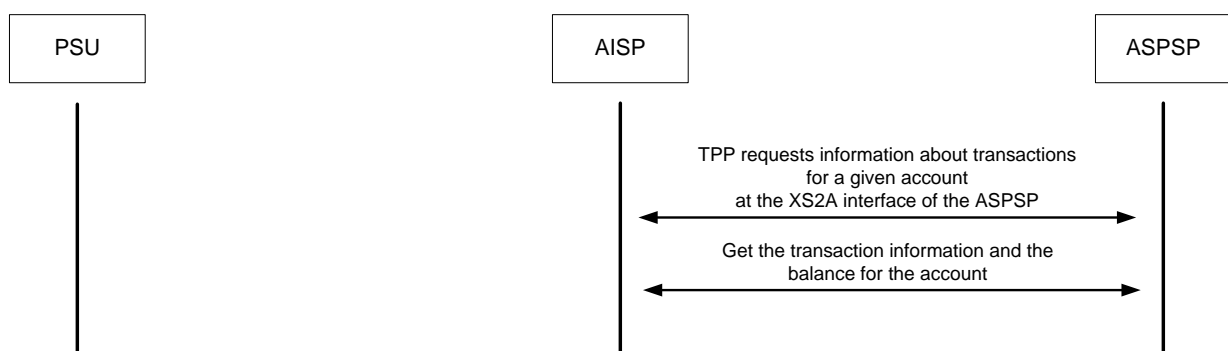 PSU
AISP
ASPSP
TPP requests information about transactions
for a given account
at the XS2A interface of the ASPSP
Get the transaction information and the
balance for the account